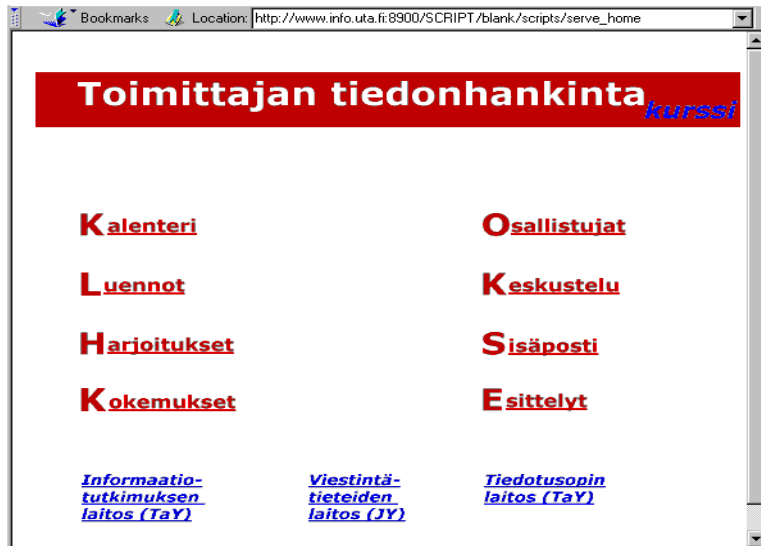 Bookmarks Location: http://www.info.uta.fi:8900/SCRIPT/blank/scripts/serve_home
Toimittajan tiedonhankinta
kurssi
Kalenteri
Osallistujat
Luennot
Keskustelu
Harjoitukset
Sisäposti
Kokemukset
Esittelyt
Informaatio-
tutkimuksen
laitos (TaY)
Viestintä-
tieteiden
laitos (JY)
Tiedotusopin
laitos (TaY)